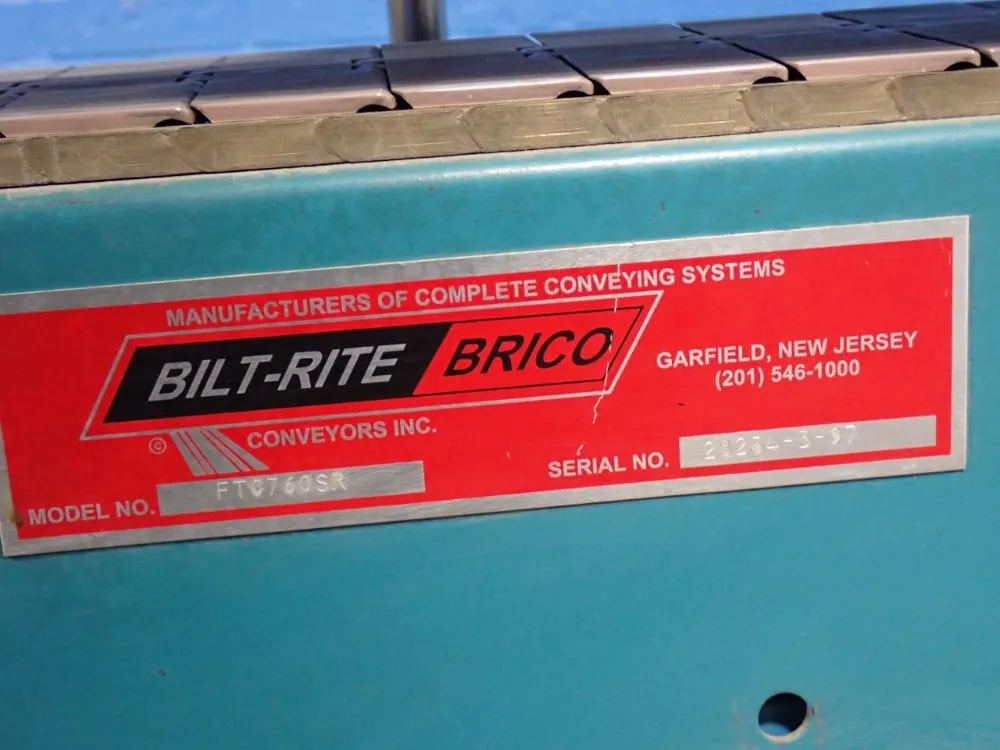 MANUFACTURERS OF COMPLETE CONVEYING SYSTEMS
BILT-RITE BRICO
GARFIELD, NEW JERSEY
(201) 546-1000
© CONVEYORS INC.
MODEL NO. FTC760SR
SERIAL NO. 28254-3-97